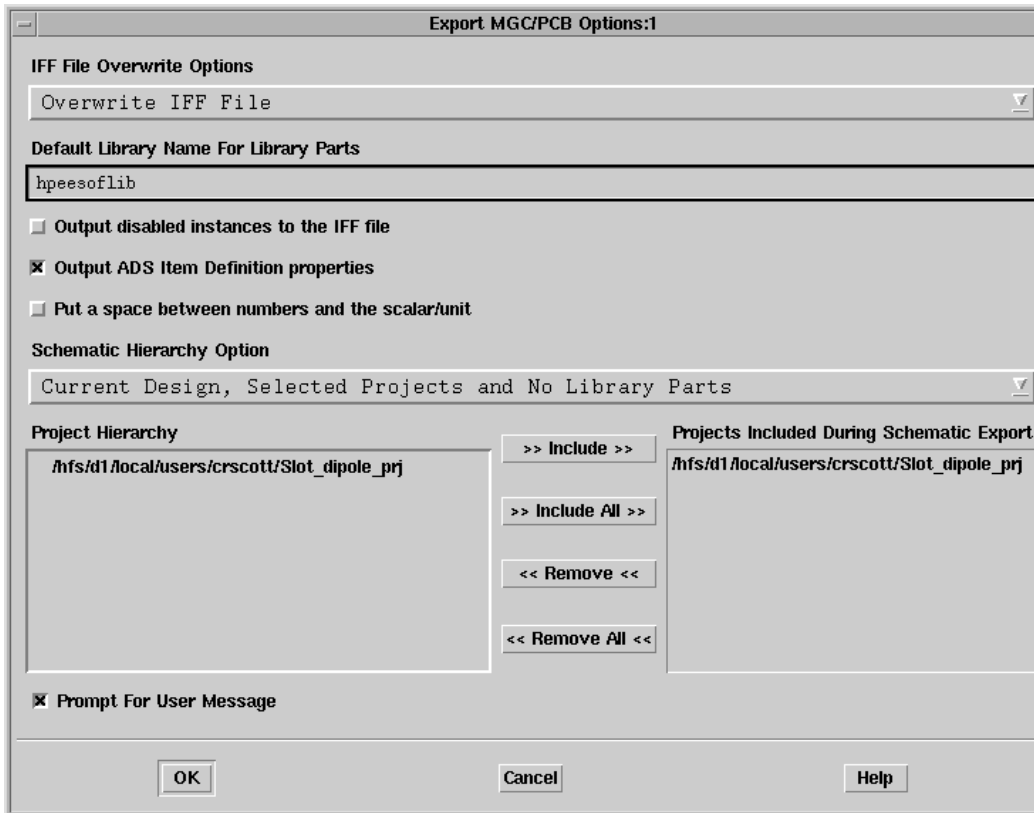 Export MGC/PCB Options:1
IFF File Overwrite Options
Overwrite IFF File
Default Library Name For Library Parts
hpeesoflib
Output disabled instances to the IFF file
Output ADS Item Definition properties
Put a space between numbers and the scalar/unit
Schematic Hierarchy Option
Current Design, Selected Projects and No Library Parts
Project Hierarchy
/hfs/d1/local/users/crscott/Slot_dipole_prj
>> Include >>
>> Include All >>
<< Remove <<
<< Remove All <<
Projects Included During Schematic Export
/hfs/d1/local/users/crscott/Slot_dipole_prj
Prompt For User Message
OK
Cancel
Help